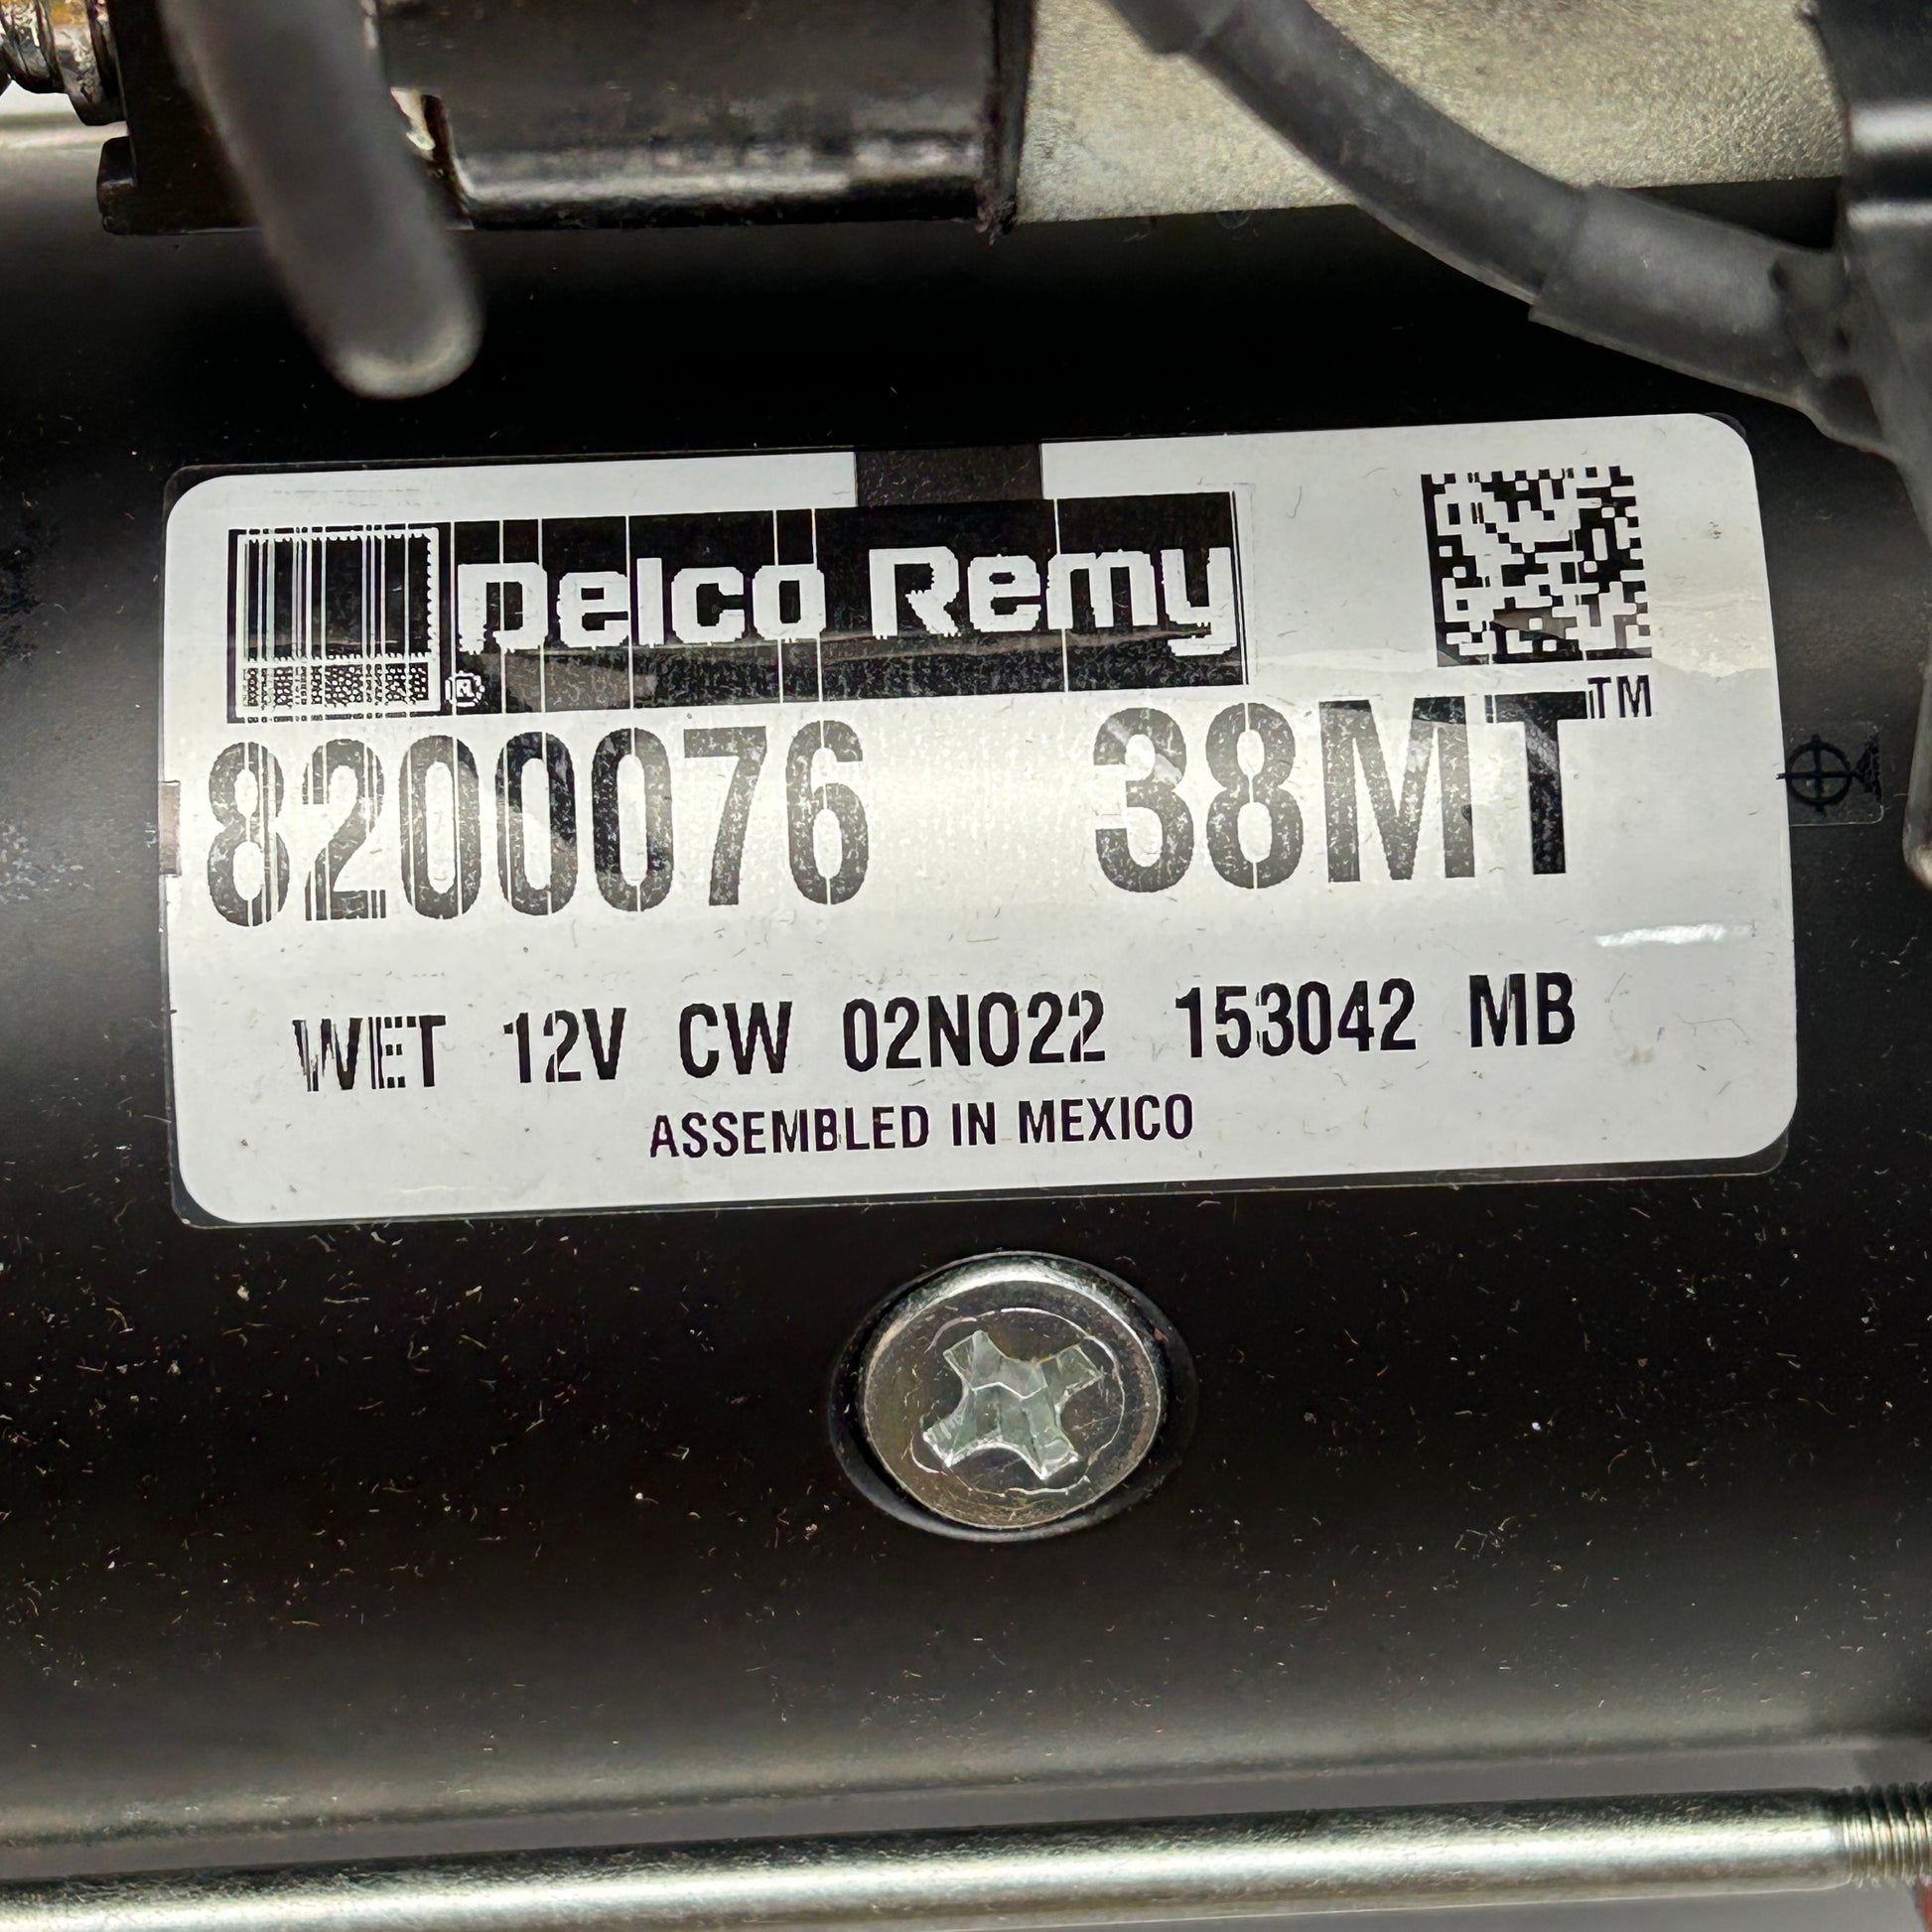 Delco Remy ®
8200076 38MT™
WET 12V CW 02NO22 153042 MB
ASSEMBLED IN MEXICO